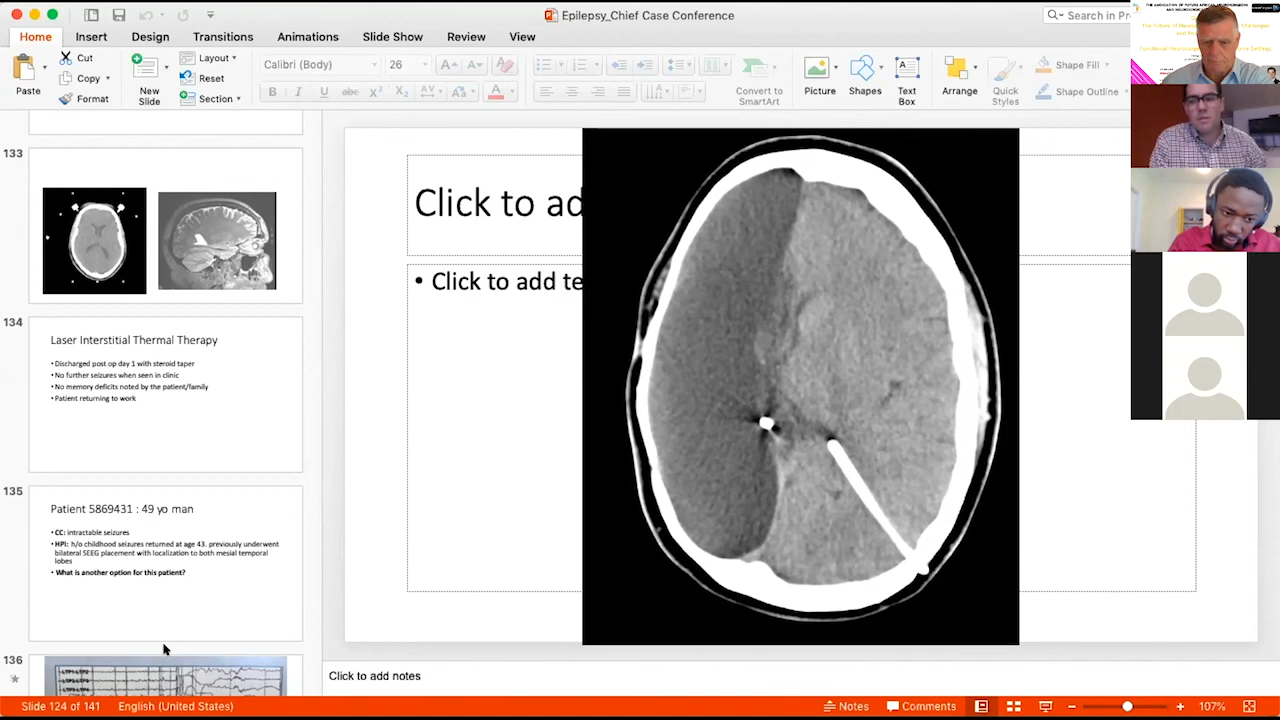 Epilepsy_Chief Case Conference
Search in Pr
Home Insert Design Transitions Animations Slide Show View
Paste
Cut
Copy
Format
New
Slide
Layout
Reset
Section
Calibri (Body)
26
B I U
Convert to
SmartArt
Picture
Shapes
Text
Box
Arrange
Quick
Styles
Shape Fill
Shape Outline
133
134
Laser Interstitial Thermal Therapy
• Discharged post op day 1 with steroid taper
• No further seizures when seen in clinic
• No memory deficits noted by the patient/family
• Patient returning to work
135
Patient 5869431 : 49 yo man
• CC: intractable seizures
• HPI: h/o childhood seizures returned at age 43. previously underwent
bilateral SEEG placement with localization to both mesial temporal
lobes
• What is another option for this patient?
136
Click to ad
• Click to add te
Click to add notes
THE ASSOCIATION OF FUTURE AFRICAN NEUROSURGEONS
Slide 124 of 141
English (United States)
Notes
Comments
107%